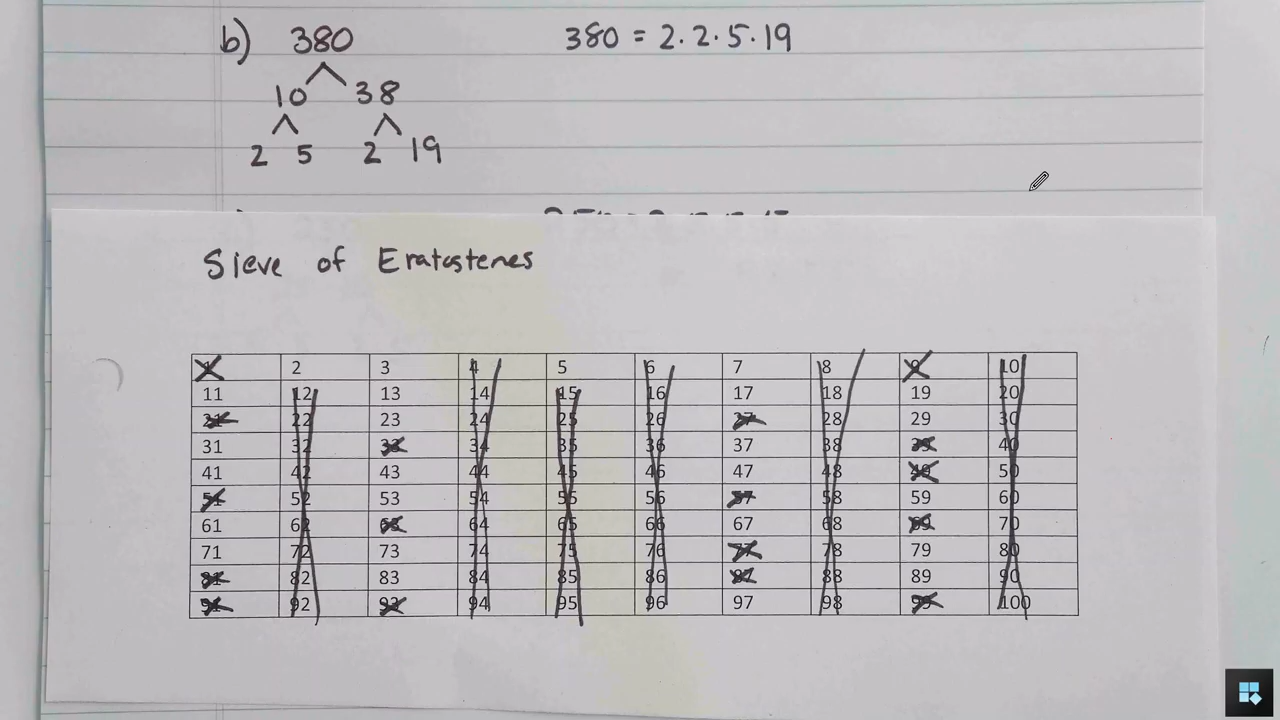 b) 380 380 = 2·2·5·19
10 38
2 5 2 19
Sieve of Eratostenes
1 2 3 4 5 6 7 8 9 10
11 12 13 14 15 16 17 18 19 20
21 22 23 24 25 26 27 28 29 30
31 32 33 34 35 36 37 38 39 40
41 42 43 44 45 46 47 48 49 50
51 52 53 54 55 56 57 58 59 60
61 62 63 64 65 66 67 68 69 70
71 72 73 74 75 76 77 78 79 80
81 82 83 84 85 86 87 88 89 90
91 92 93 94 95 96 97 98 99 100